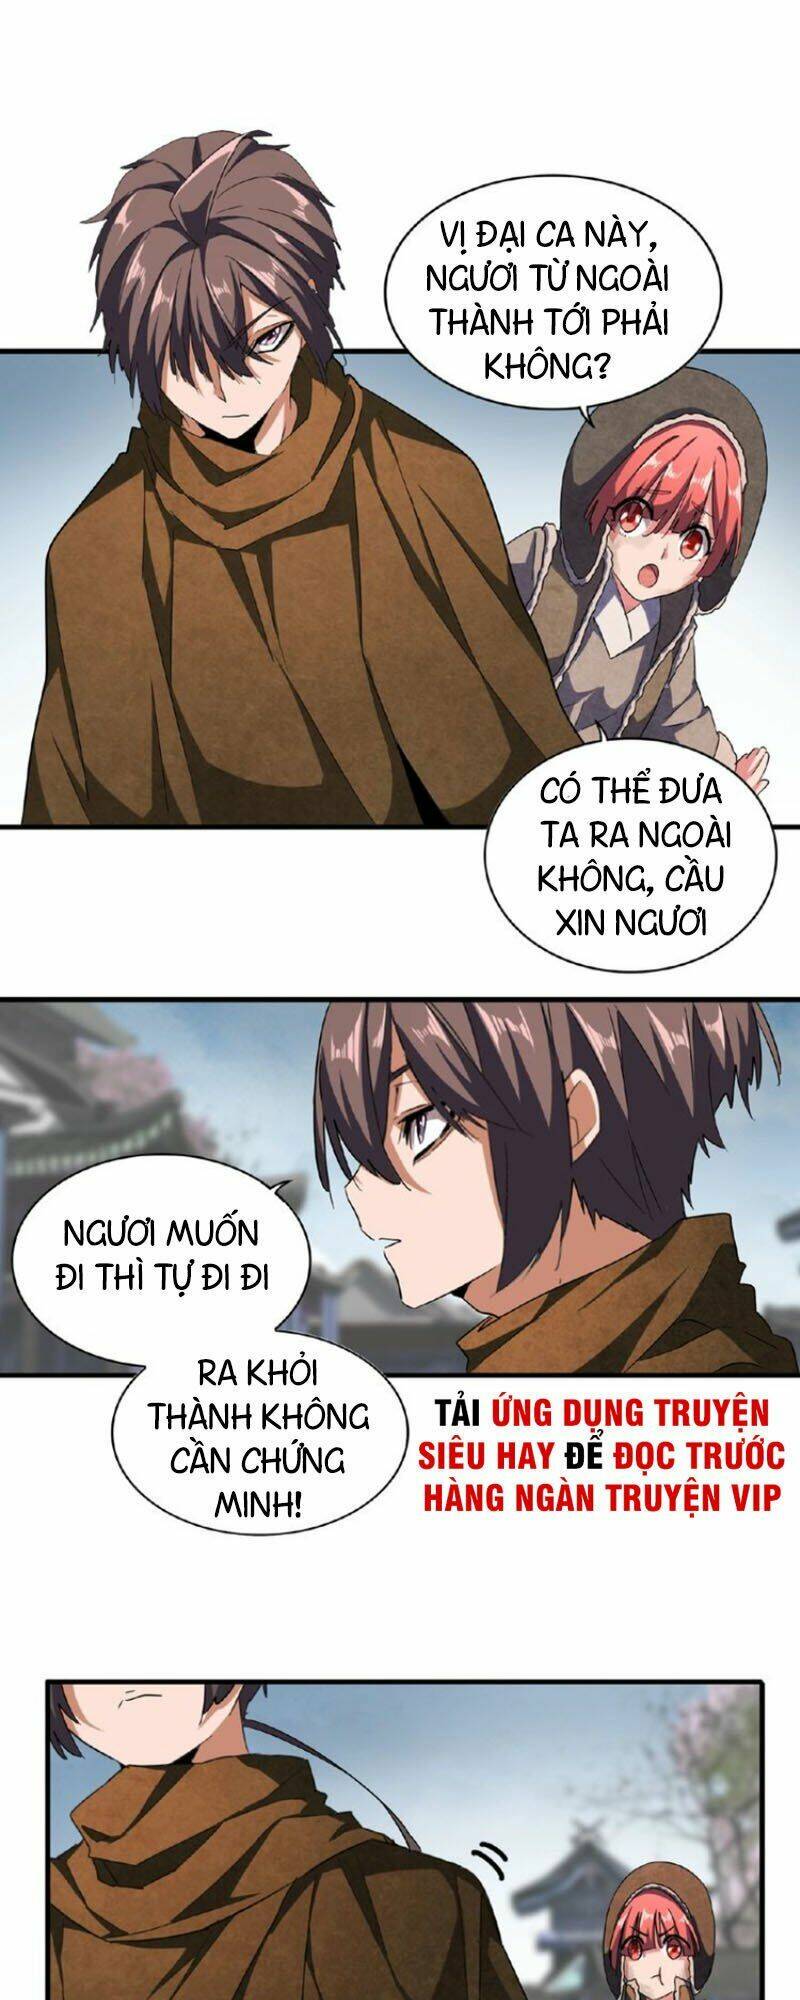 VỊ ĐẠI CA NÀY,
NGƯƠI TỪ NGOÀI
THÀNH TỚI PHẢI
KHÔNG?
CÓ THỂ ĐƯA
TA RA NGOÀI
KHÔNG, CẦU
XIN NGƯƠI
NGƯƠI MUỐN
ĐI THÌ TỰ ĐI ĐI
RA KHỎI
THÀNH KHÔNG
CẦN CHỨNG
MINH!
TẢI ỨNG DỤNG TRUYỆN
SIÊU HAY ĐỂ ĐỌC TRƯỚC
HÀNG NGÀN TRUYỆN VIP